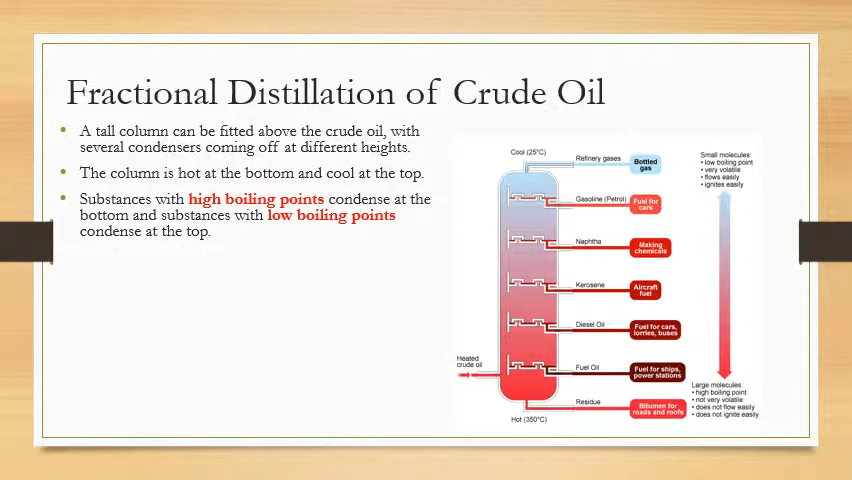 Fractional Distillation of Crude Oil
• A tall column can be fitted above the crude oil, with
several condensers coming off at different heights.
• The column is hot at the bottom and cool at the top.
• Substances with high boiling points condense at the
bottom and substances with low boiling points
condense at the top.
Cool (25°C)
Refinery gases
Bottled
gas
Gasoline (Petrol)
Fuel for
cars
Naphtha
Making
chemicals
Kerosene
Aircraft
fuel
Diesel Oil
Fuel for cars,
lorries, buses
Heated
crude oil
Fuel Oil
Fuel for ships,
power stations
Residue
Bitumen for
roads and roofs
Hot (350°C)
Small molecules:
• low boiling point
• very volatile
• flows easily
• ignites easily
Large molecules:
• high boiling point
• not very volatile
• does not flow easily
• does not ignite easily